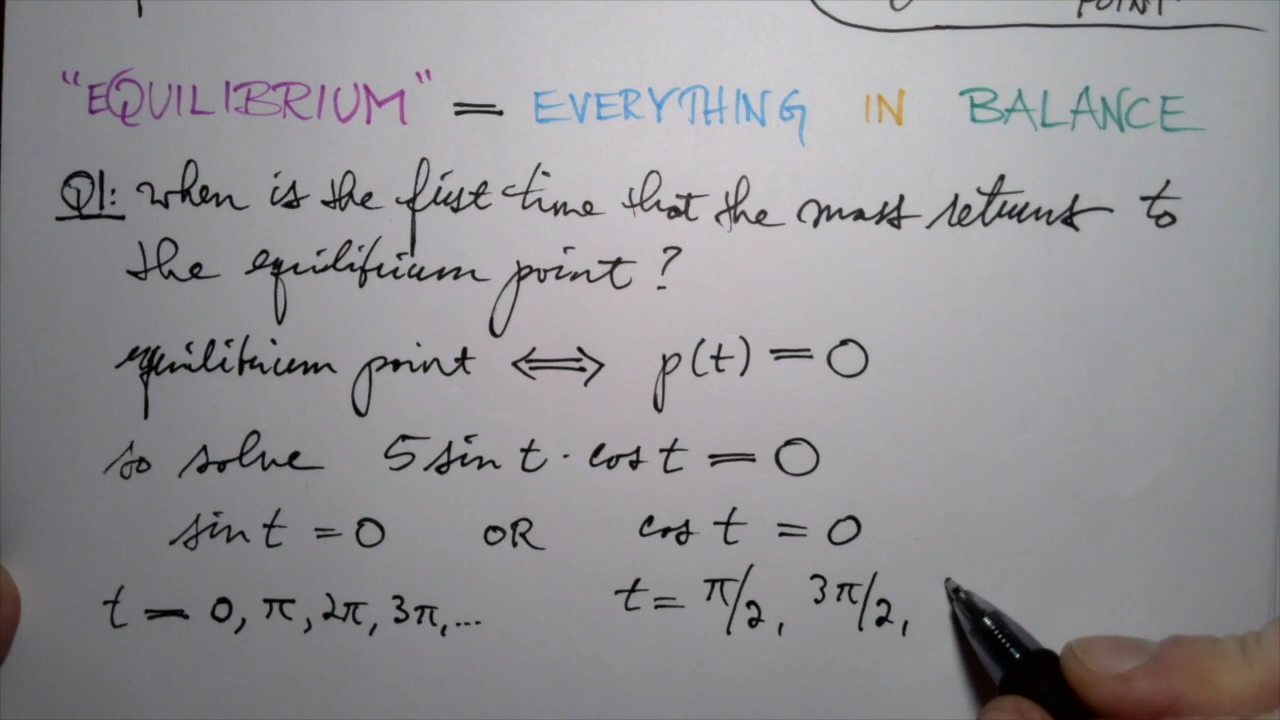 POINT
"EQUILIBRIUM" = EVERYTHING IN BALANCE
Q1: when is the first time that the mass returns to
the equilibrium point?
equilibrium point ⟺ p(t) = 0
so solve 5 sin t · cos t = 0
sin t = 0 OR cos t = 0
t = 0, π, 2π, 3π, ... t = π/2, 3π/2,